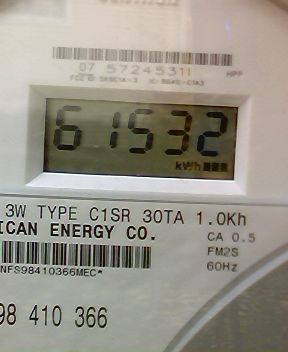 07 57245311 HPP
61532
kWh
3W TYPE C1SR 30TA 1.0Kh
ICAN ENERGY CO. CA 0.5
FM2S
NFS98410366MEC*
60Hz
98 410 366